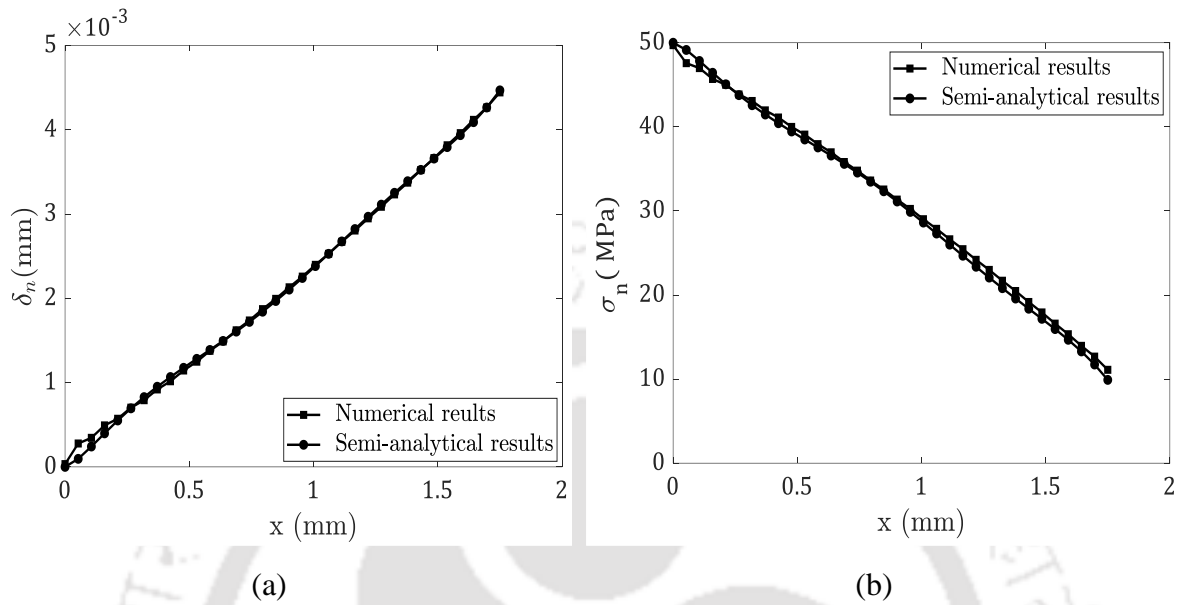 ×10⁻³
5
4
3
2
1
0
0 0.5 1 1.5 2
δₙ(mm)
x (mm)
Numerical reults
Semi-analytical results
(a)
50
40
30
20
10
0
0 0.5 1 1.5 2
σₙ( MPa)
x (mm)
Numerical results
Semi-analytical results
(b)